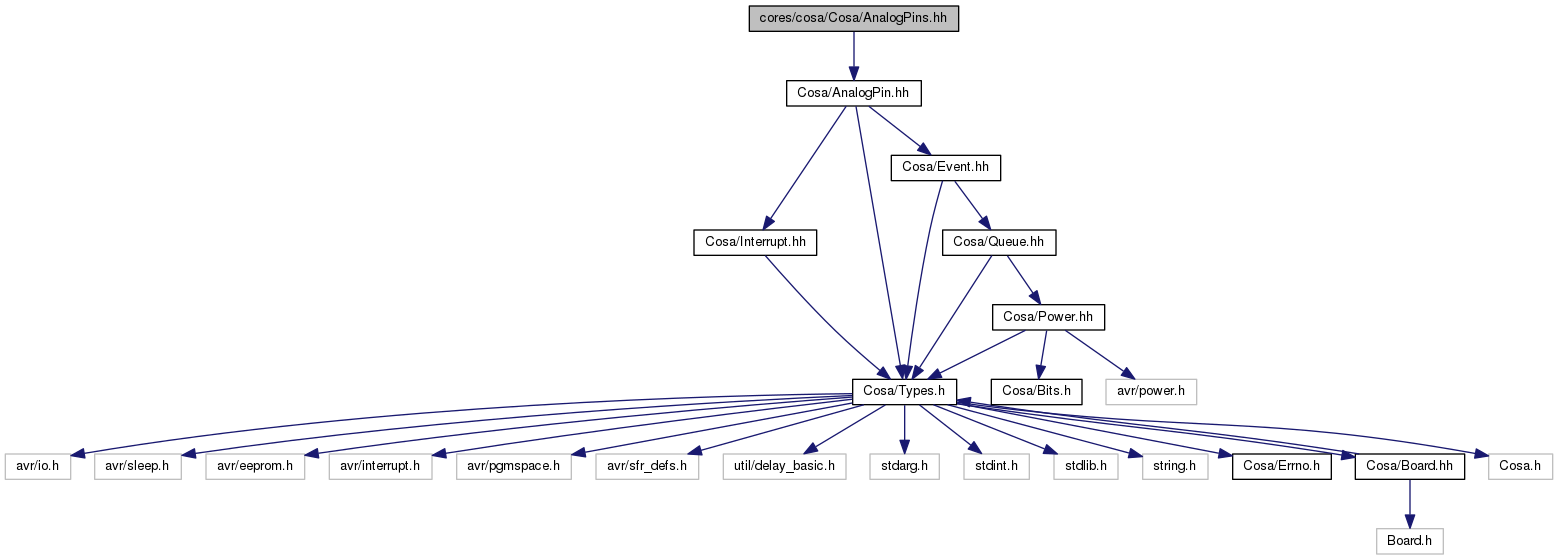 cores/cosa/Cosa/AnalogPins.hh
Cosa/AnalogPin.hh
Cosa/Event.hh
Cosa/Interrupt.hh
Cosa/Queue.hh
Cosa/Power.hh
Cosa/Types.h
Cosa/Bits.h
avr/power.h
avr/io.h
avr/sleep.h
avr/eeprom.h
avr/interrupt.h
avr/pgmspace.h
avr/sfr_defs.h
util/delay_basic.h
stdarg.h
stdint.h
stdlib.h
string.h
Cosa/Errno.h
Cosa/Board.hh
Cosa.h
Board.h